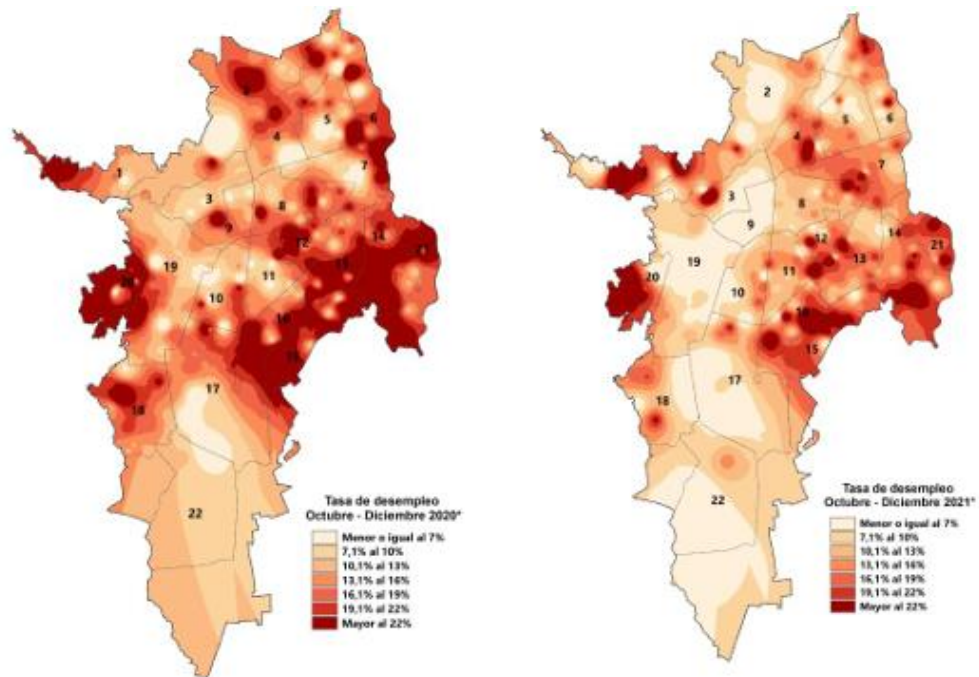 5
6
4
7
1
3
8
9
12
14
19
11
10
16
17
18
22
Tasa de desempleo
Octubre - Diciembre 2020*
Menor o igual al 7%
7,1% al 10%
10,1% al 13%
13,1% al 16%
16,1% al 19%
19,1% al 22%
Mayor al 22%
2
5
6
4
7
3
8
9
12
14
21
19
13
20
11
10
16
15
17
18
22
Tasa de desempleo
Octubre - Diciembre 2021*
Menor o igual al 7%
7,1% al 10%
10,1% al 13%
13,1% al 16%
16,1% al 19%
19,1% al 22%
Mayor al 22%